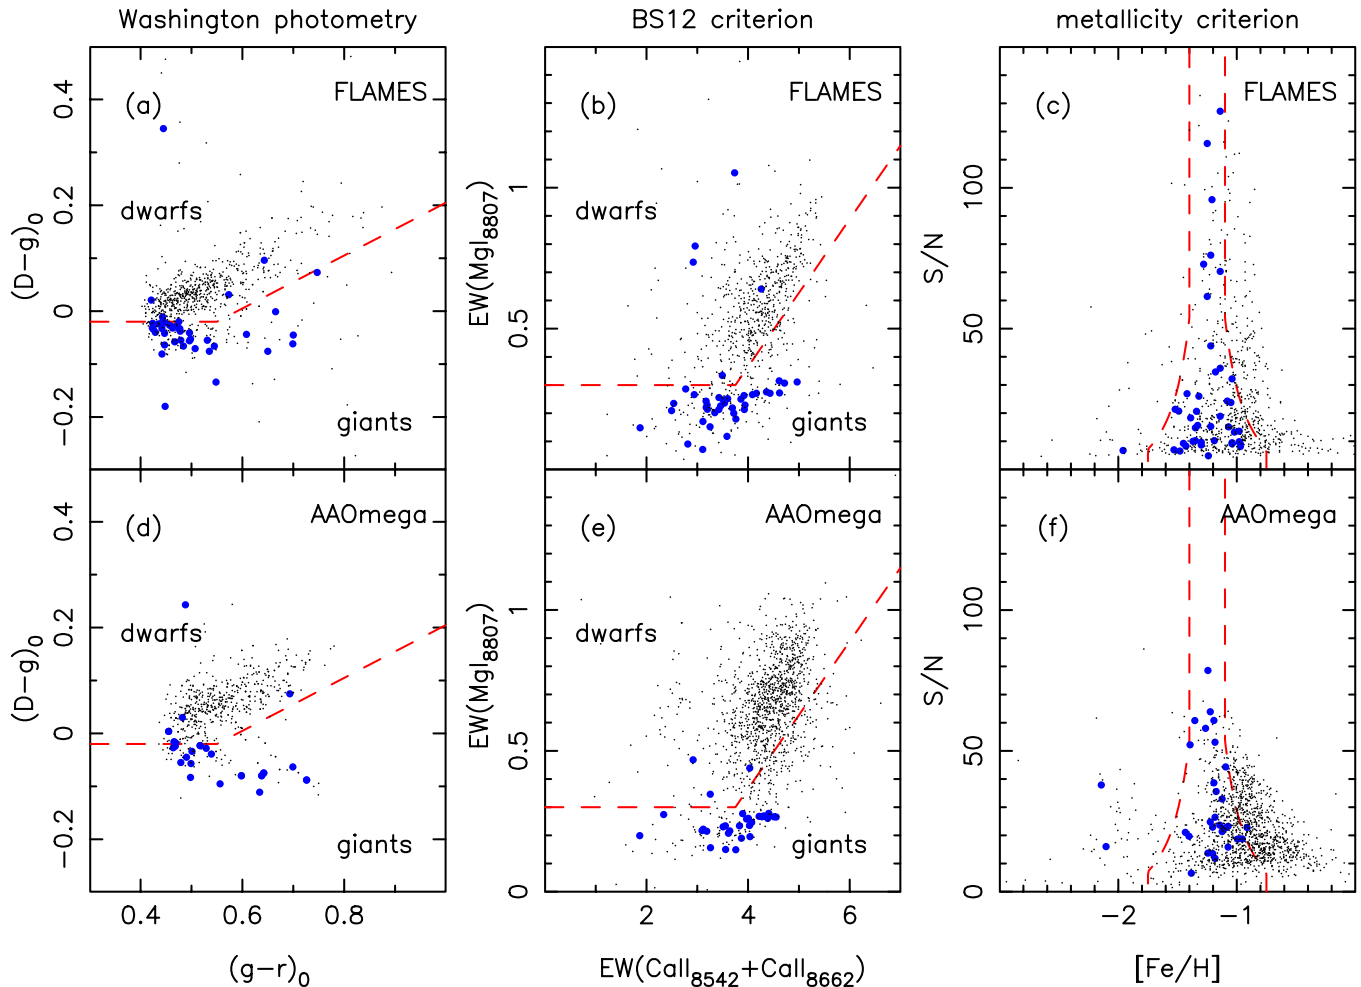 Washington photometry
BS12 criterion
metallicity criterion
(a)
FLAMES
dwarfs
giants
(D−g)0
0.4
0.2
0
−0.2
(b)
FLAMES
dwarfs
giants
EW(MgI8807)
1
0.5
(c)
FLAMES
S/N
100
50
(d)
AAOmega
dwarfs
giants
(D−g)0
0.4
0.2
0
−0.2
0.4
0.6
0.8
(g−r)0
(e)
AAOmega
dwarfs
giants
EW(MgI8807)
1
0.5
0
2
4
6
EW(CaII8542+CaII8662)
(f)
AAOmega
S/N
100
50
0
−2
−1
[Fe/H]